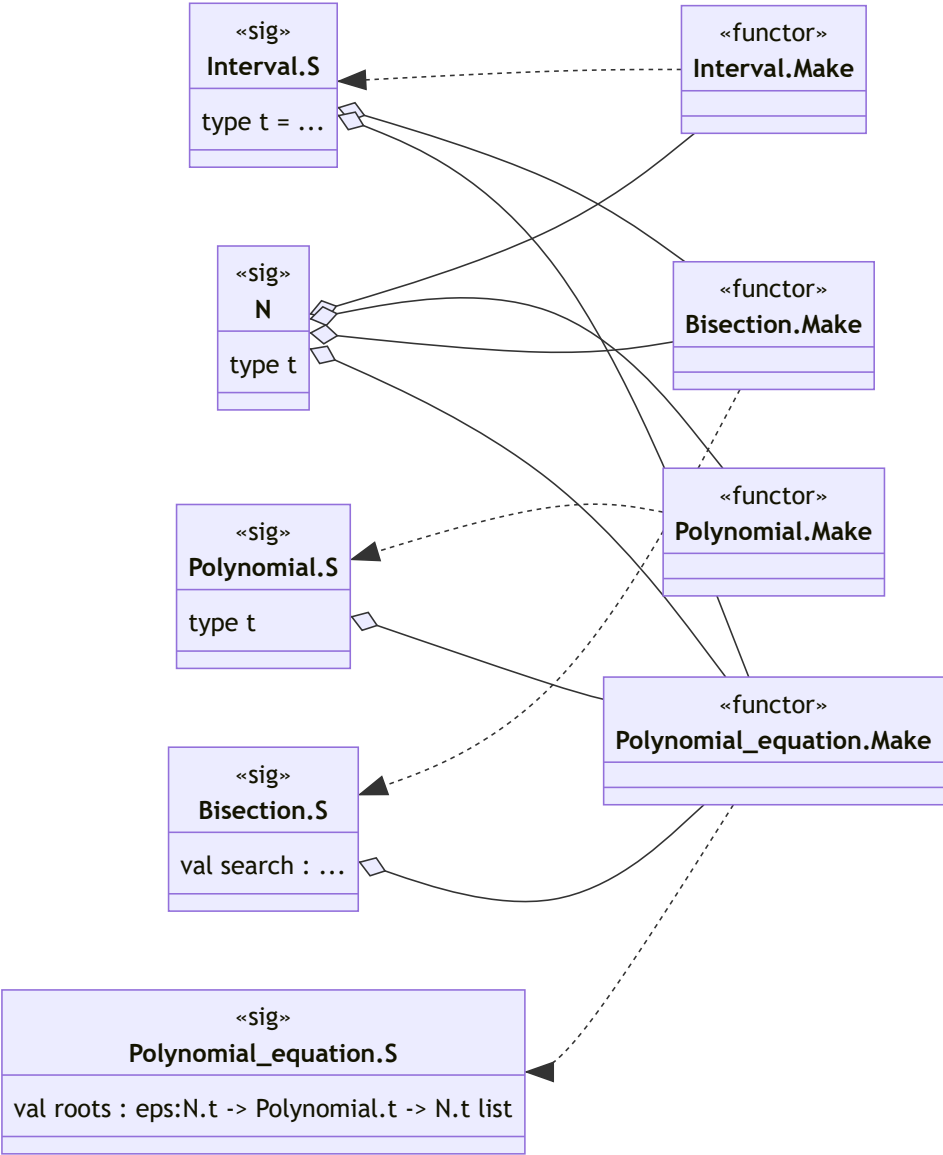 «sig»
Interval.S
type t = ...
«functor»
Interval.Make
«sig»
N
type t
«functor»
Bisection.Make
«sig»
Polynomial.S
type t
«functor»
Polynomial.Make
«functor»
Polynomial_equation.Make
«sig»
Bisection.S
val search : ...
«sig»
Polynomial_equation.S
val roots : eps:N.t -> Polynomial.t -> N.t list